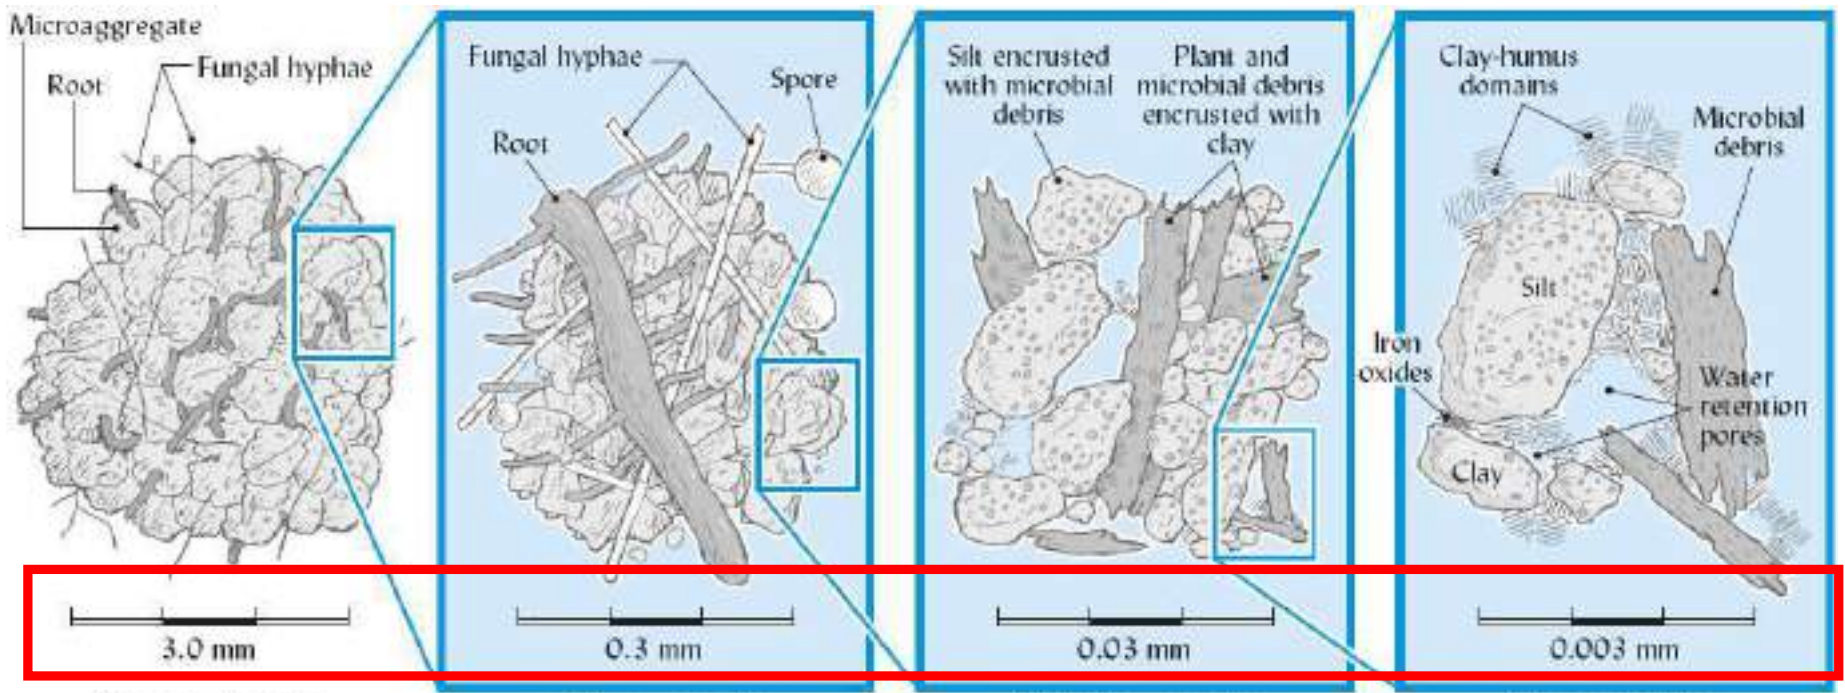 Microaggregate
Fungal hyphae
Root
3.0 mm
Fungal hyphae
Spore
Root
0.3 mm
Silt encrusted
with microbial
debris
Plant and
microbial debris
encrusted with
clay
0.03 mm
Clay-humus
domains
Microbial
debris
Silt
Iron
oxides
Water
retention
pores
Clay
0.003 mm